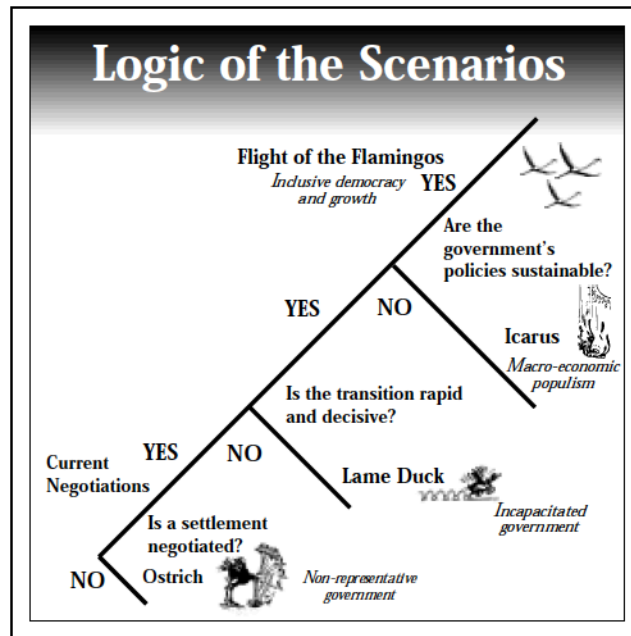 Logic of the Scenarios
Flight of the Flamingos
Inclusive democracy
and growth
YES
Are the
government's
policies sustainable?
YES
NO
Icarus
Macro-economic
populism
Is the transition rapid
and decisive?
YES
NO
Current
Negotiations
Lame Duck
Incapacitated
government
Is a settlement
negotiated?
NO
Ostrich
Non-representative
government